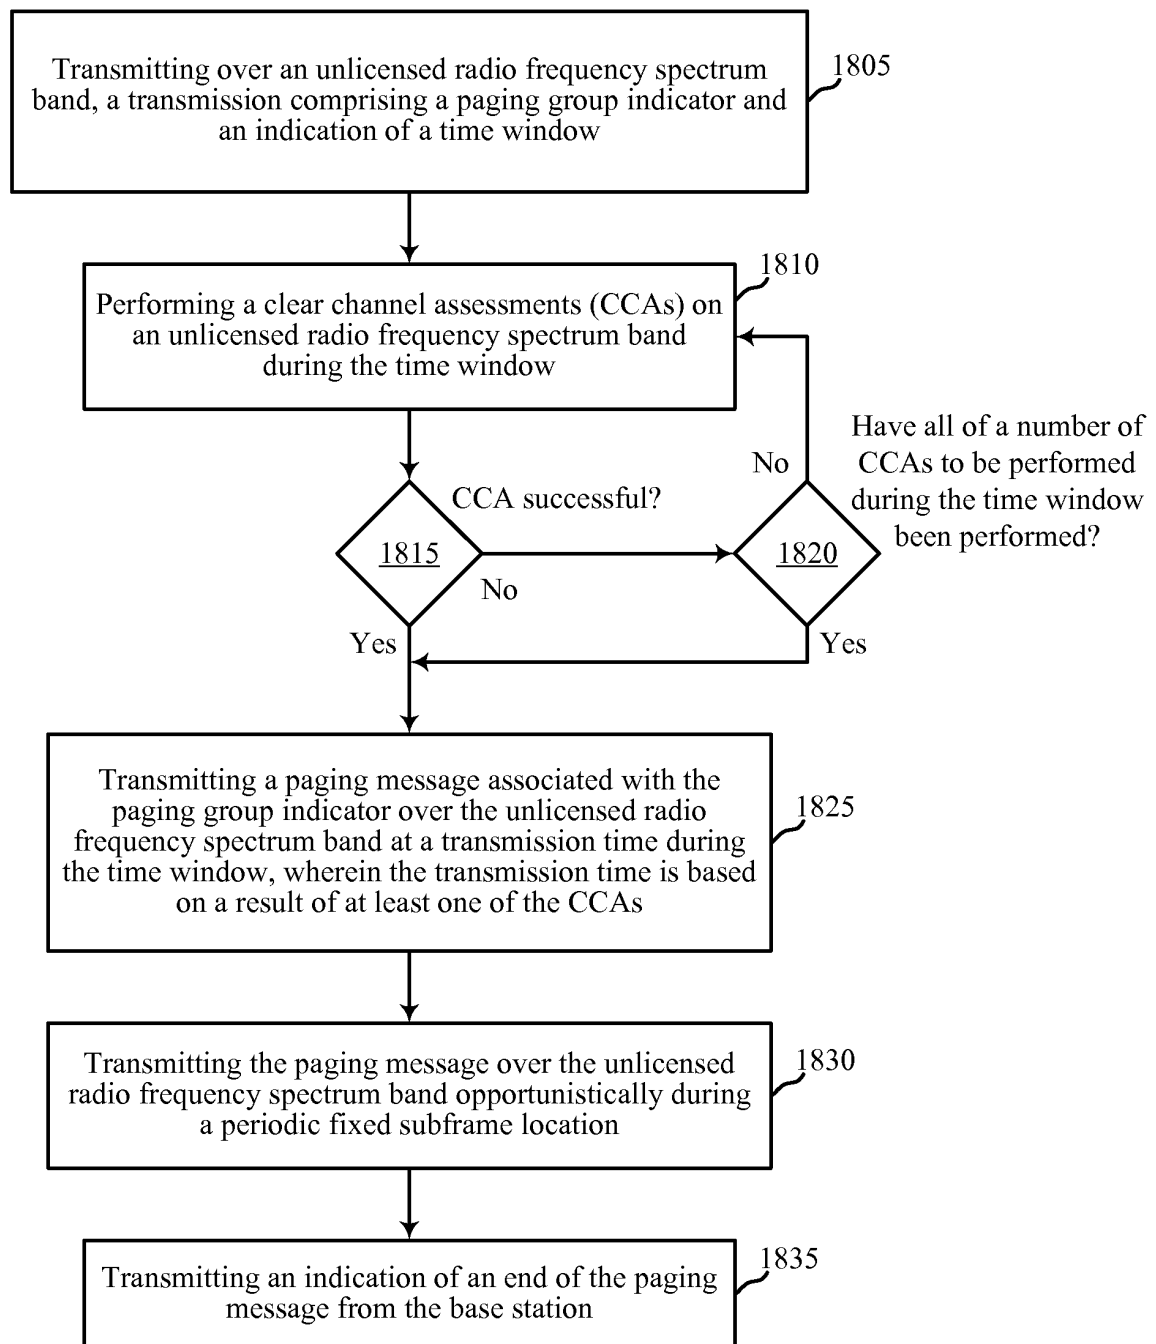 Transmitting over an unlicensed radio frequency spectrum
band, a transmission comprising a paging group indicator and
an indication of a time window
1805
Performing a clear channel assessments (CCAs) on
an unlicensed radio frequency spectrum band
during the time window
1810
CCA successful?
1815
No
Yes
Have all of a number of
CCAs to be performed
during the time window
been performed?
No
1820
Yes
Transmitting a paging message associated with the
paging group indicator over the unlicensed radio
frequency spectrum band at a transmission time during
the time window, wherein the transmission time is based
on a result of at least one of the CCAs
1825
Transmitting the paging message over the unlicensed
radio frequency spectrum band opportunistically during
a periodic fixed subframe location
1830
Transmitting an indication of an end of the paging
message from the base station
1835